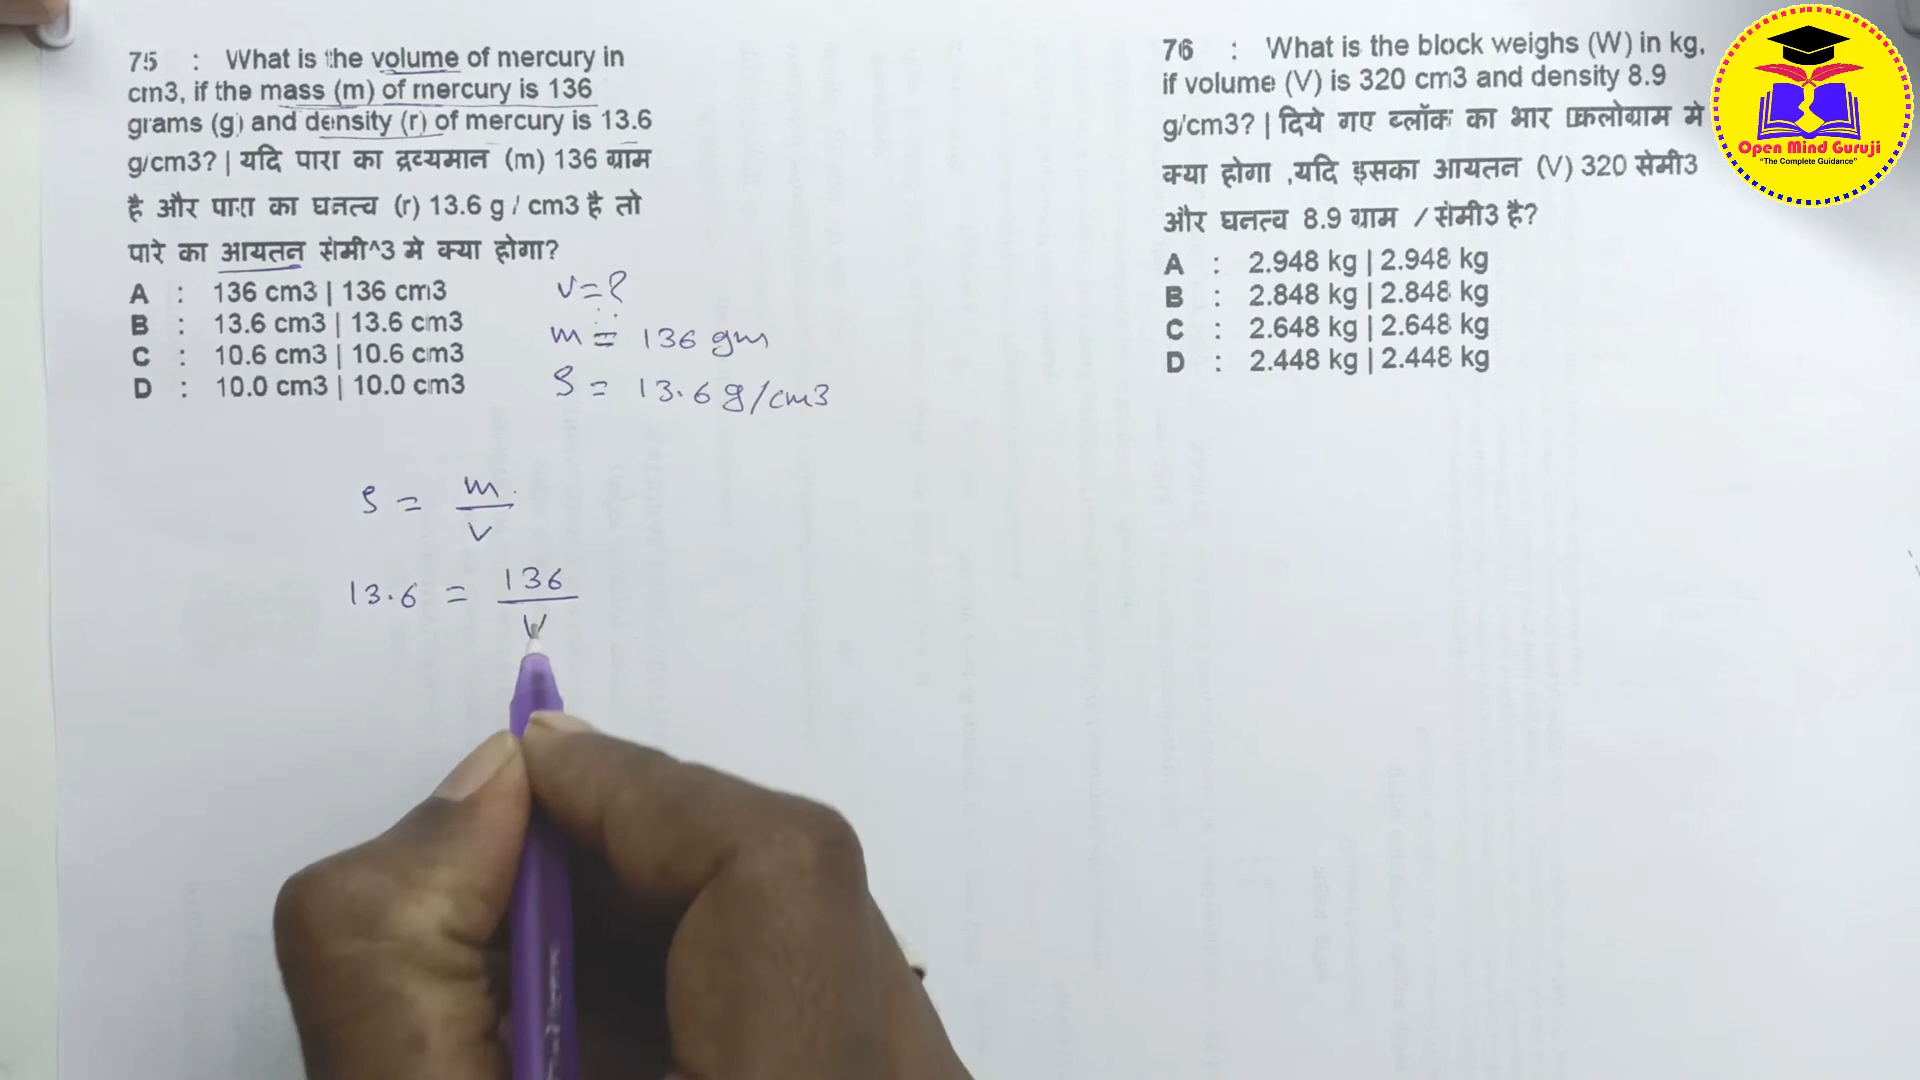 75 : What is the volume of mercury in
cm3, if the mass (m) of mercury is 136
grams (g) and density (r) of mercury is 13.6
g/cm3? | यदि पारा का द्रव्यमान (m) 136 ग्राम
है और पारा का घनत्व (r) 13.6 g / cm3 है तो
पारे का आयतन सेमी^3 मे क्या होगा?
A : 136 cm3 | 136 cm3
B : 13.6 cm3 | 13.6 cm3
C : 10.6 cm3 | 10.6 cm3
D : 10.0 cm3 | 10.0 cm3
v = ?
m = 136 gm
S = 13.6 g/cm3
S = m/v
13.6 = 136/v
76 : What is the block weighs (W) in kg,
if volume (V) is 320 cm3 and density 8.9
g/cm3? | दिये गए ब्लॉक का भार किलोग्राम मे
क्या होगा ,यदि इसका आयतन (V) 320 सेमी3
और घनत्व 8.9 ग्राम / सेमी3 है?
A : 2.948 kg | 2.948 kg
B : 2.848 kg | 2.848 kg
C : 2.648 kg | 2.648 kg
D : 2.448 kg | 2.448 kg
Open Mind Guruji
"The Complete Guidance"